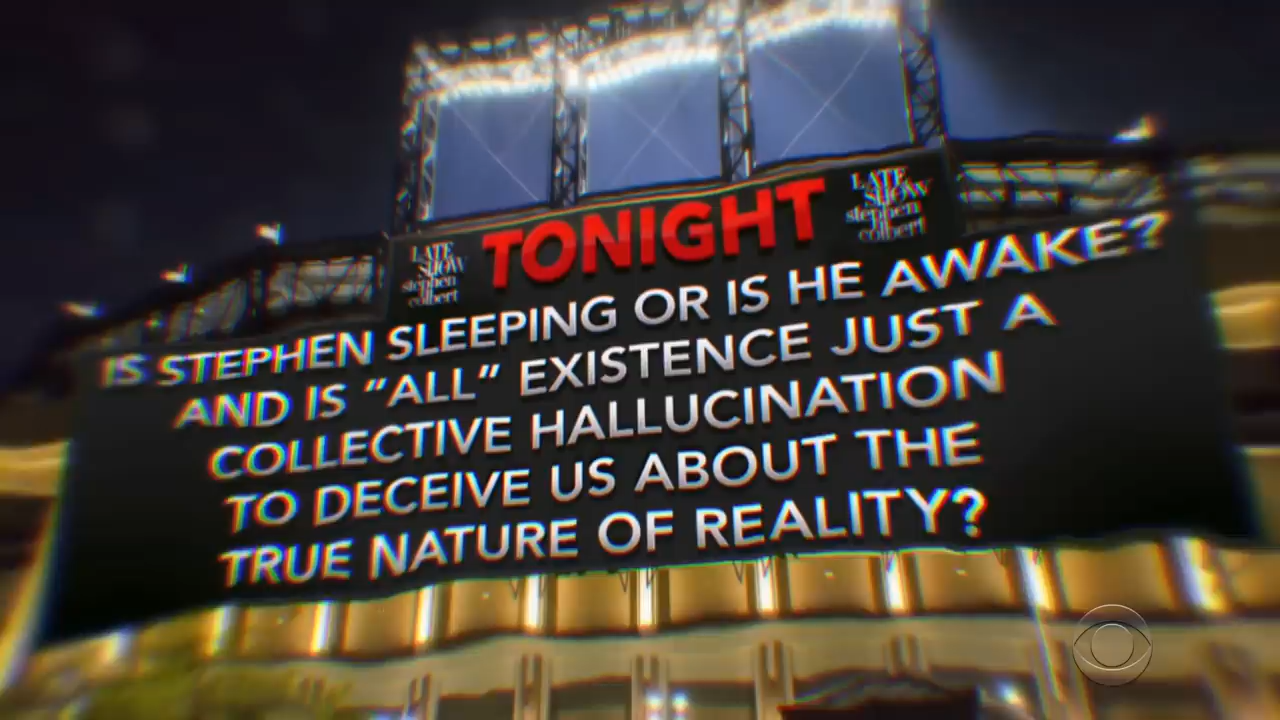 TONIGHT
LATE
SHOW
stephen
colbert
LATE
SHOW
stephen
colbert
IS STEPHEN SLEEPING OR IS HE AWAKE?
AND IS "ALL" EXISTENCE JUST A
COLLECTIVE HALLUCINATION
TO DECEIVE US ABOUT THE
TRUE NATURE OF REALITY?